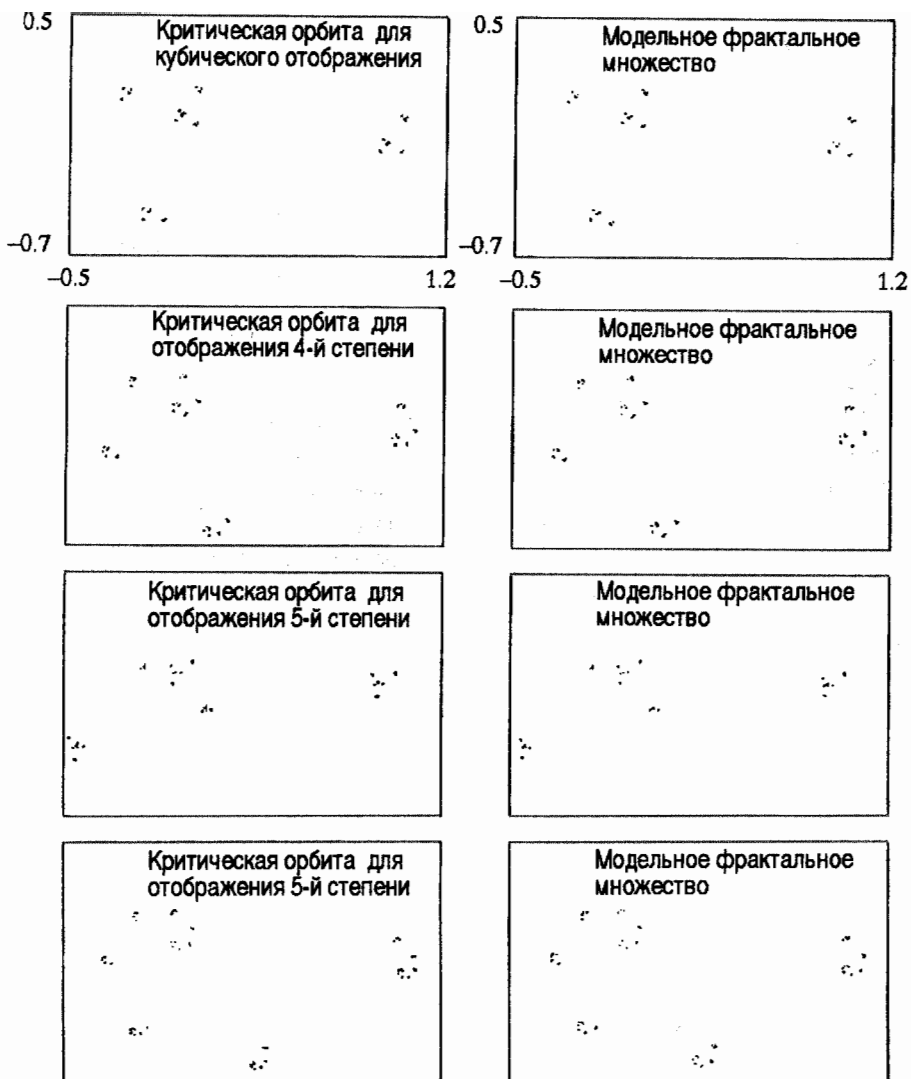 0.5
Критическая орбита для
кубического отображения
–0.7
–0.5
1.2
0.5
Модельное фрактальное
множество
–0.7
–0.5
1.2
Критическая орбита для
отображения 4-й степени
Модельное фрактальное
множество
Критическая орбита для
отображения 5-й степени
Модельное фрактальное
множество
Критическая орбита для
отображения 5-й степени
Модельное фрактальное
множество